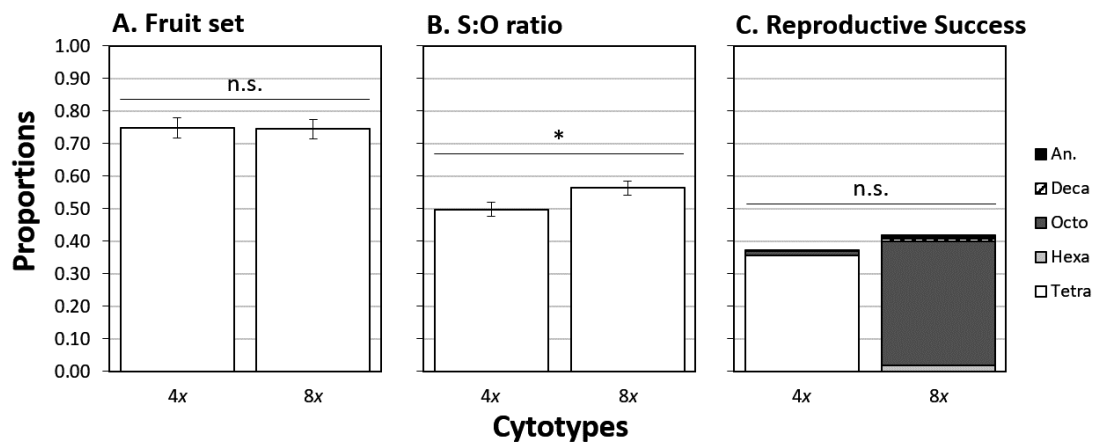 A. Fruit set
B. S:O ratio
C. Reproductive Success
Proportions
1.00
0.90
0.80
0.70
0.60
0.50
0.40
0.30
0.20
0.10
0.00
n.s.
*
n.s.
An.
Deca
Octo
Hexa
Tetra
4x
8x
4x
8x
4x
8x
Cytotypes